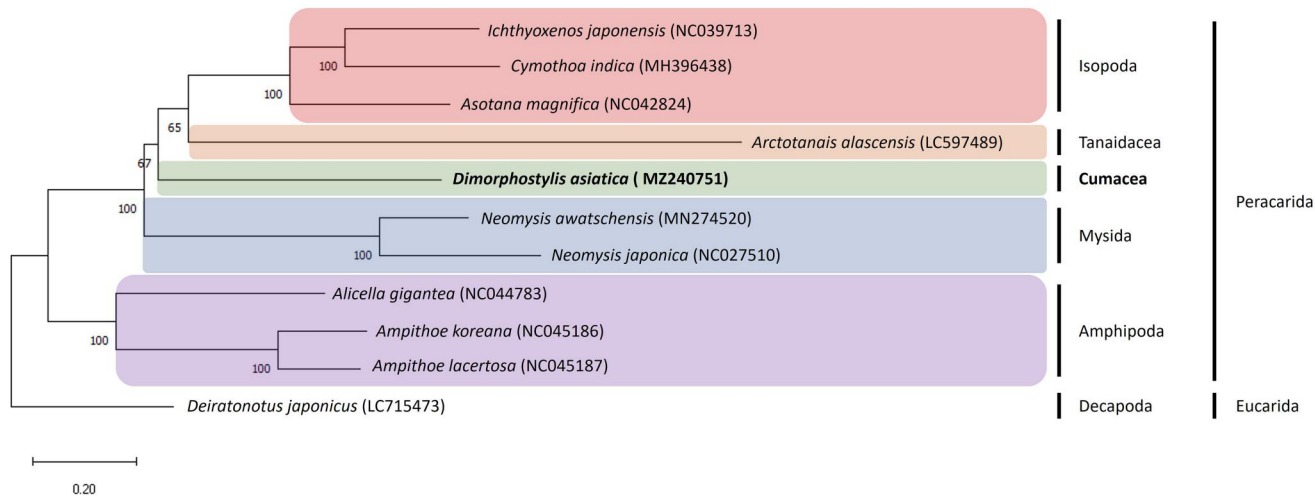 Ichthyoxenos japonensis (NC039713)
100
Cymothoa indica (MH396438)
Isopoda
100
Asotana magnifica (NC042824)
65
Arctotanais alascensis (LC597489)
Tanaidacea
67
Dimorphostylis asiatica ( MZ240751)
Cumacea
Peracarida
100
Neomysis awatschensis (MN274520)
Mysida
100
Neomysis japonica (NC027510)
Alicella gigantea (NC044783)
100
Ampithoe koreana (NC045186)
Amphipoda
100
Ampithoe lacertosa (NC045187)
Deiratonotus japonicus (LC715473)
Decapoda
Eucarida
0.20